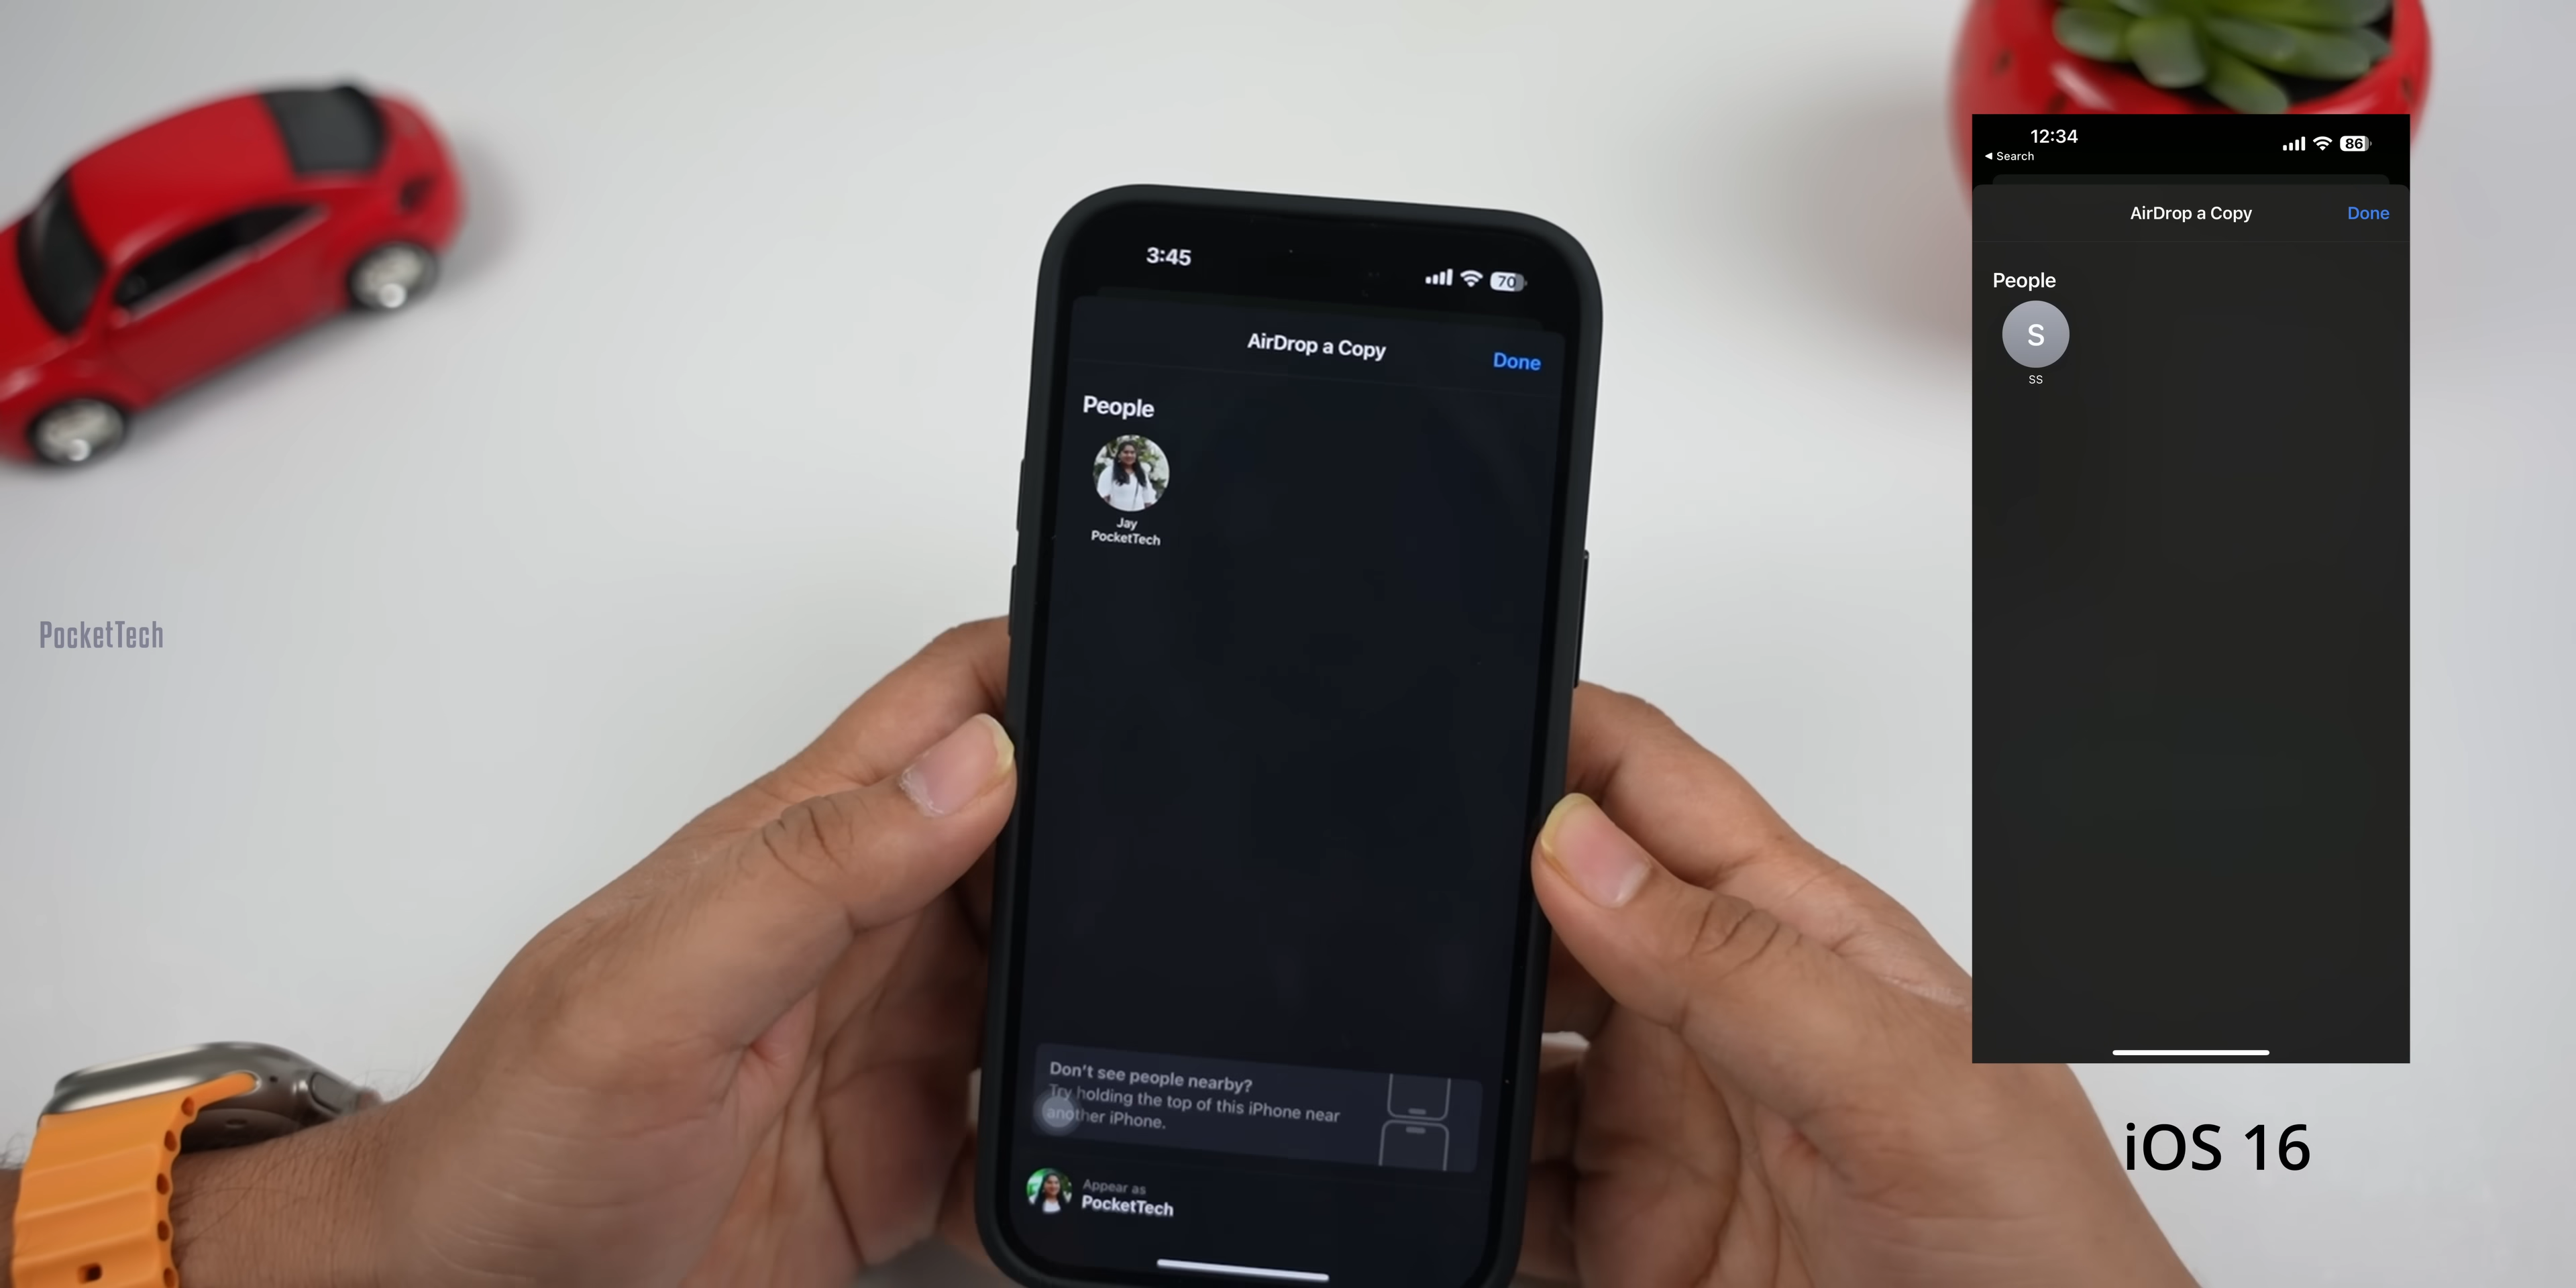 PocketTech
3:45
70
AirDrop a Copy
Done
People
Jay
PocketTech
Don't see people nearby?
Try holding the top of this iPhone near
another iPhone.
Appear as
PocketTech
12:34
86
◀ Search
AirDrop a Copy
Done
People
S
SS
iOS 16